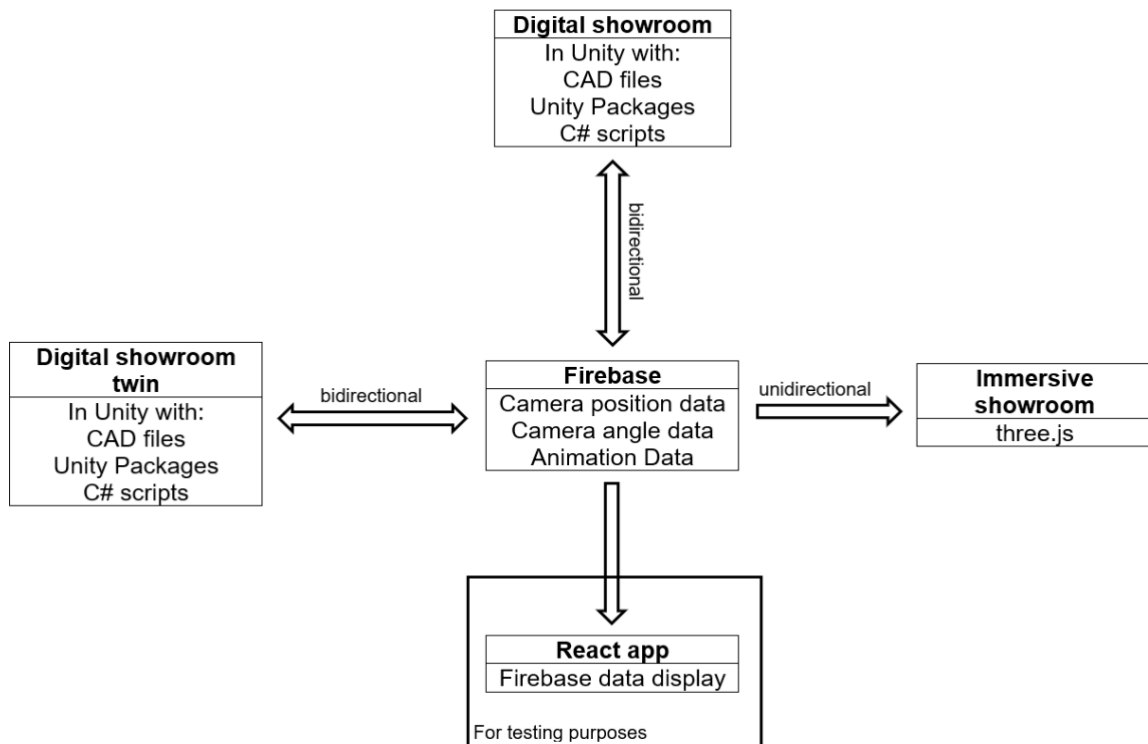 Digital showroom
In Unity with:
CAD files
Unity Packages
C# scripts
bidirectional
Digital showroom
twin
In Unity with:
CAD files
Unity Packages
C# scripts
bidirectional
Firebase
Camera position data
Camera angle data
Animation Data
unidirectional
Immersive
showroom
three.js
React app
Firebase data display
For testing purposes